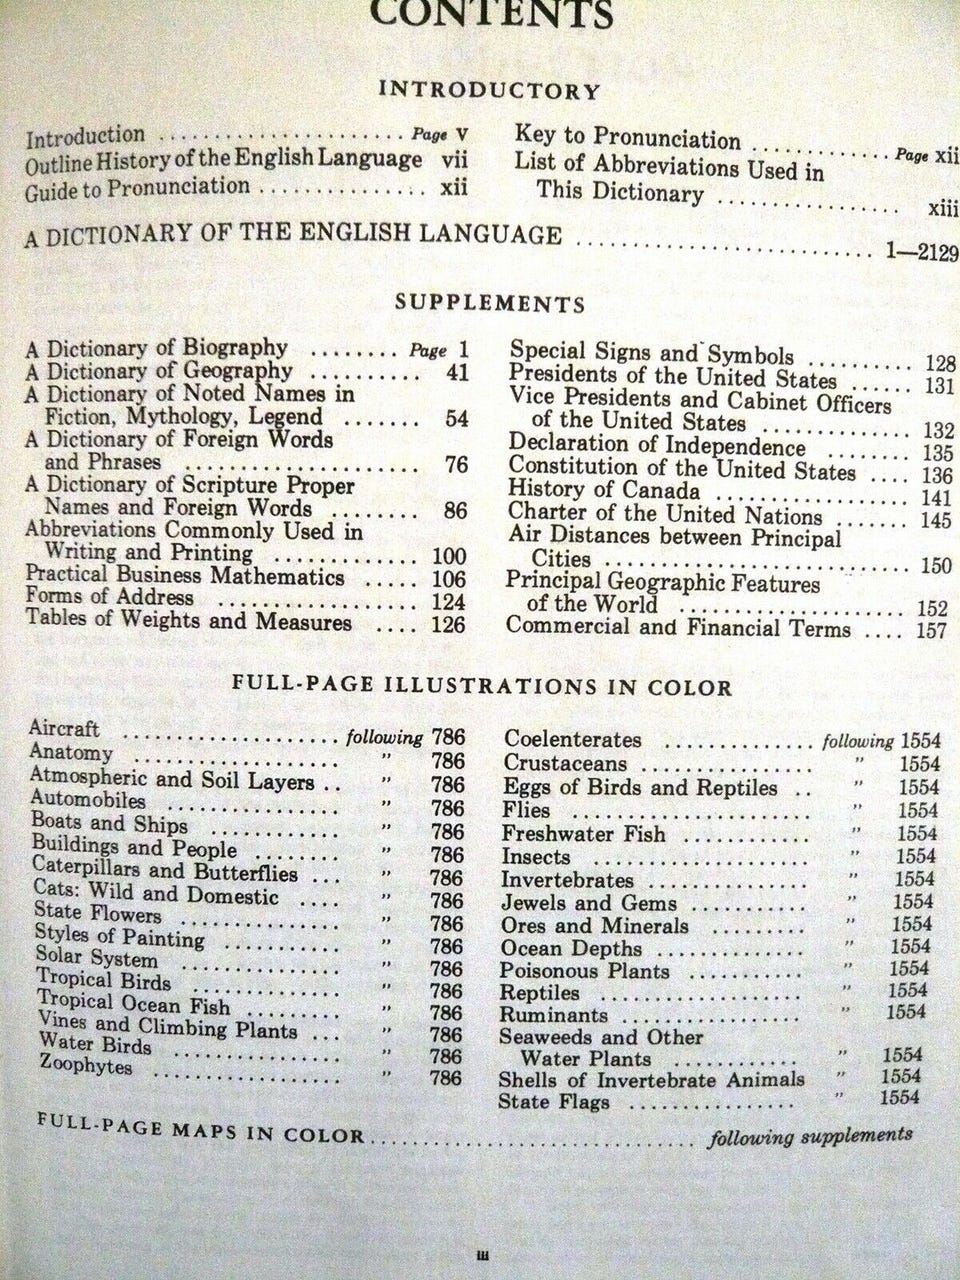 CONTENTS
INTRODUCTORY
Introduction ..................... Page v
Outline History of the English Language vii
Guide to Pronunciation .............. xii
Key to Pronunciation ............ Page xii
List of Abbreviations Used in
This Dictionary ................ xiii
A DICTIONARY OF THE ENGLISH LANGUAGE ......................... 1—2129
SUPPLEMENTS
A Dictionary of Biography ........ Page 1
A Dictionary of Geography .......... 41
A Dictionary of Noted Names in
Fiction, Mythology, Legend ....... 54
A Dictionary of Foreign Words
and Phrases .................... 76
A Dictionary of Scripture Proper
Names and Foreign Words ........ 86
Abbreviations Commonly Used in
Writing and Printing ............. 100
Practical Business Mathematics ..... 106
Forms of Address .................. 124
Tables of Weights and Measures .... 126
Special Signs and Symbols .......... 128
Presidents of the United States ...... 131
Vice Presidents and Cabinet Officers
of the United States ............. 132
Declaration of Independence ........ 135
Constitution of the United States .... 136
History of Canada ................. 141
Charter of the United Nations ....... 145
Air Distances between Principal
Cities ........................... 150
Principal Geographic Features
of the World .................... 152
Commercial and Financial Terms .... 157
FULL-PAGE ILLUSTRATIONS IN COLOR
Aircraft ................... following 786
Anatomy .................. " 786
Atmospheric and Soil Layers .. " 786
Automobiles ............... " 786
Boats and Ships ........... " 786
Buildings and People ........ " 786
Caterpillars and Butterflies ... " 786
Cats: Wild and Domestic .... " 786
State Flowers .............. " 786
Styles of Painting .......... " 786
Solar System .............. " 786
Tropical Birds ............. " 786
Tropical Ocean Fish ........ " 786
Vines and Climbing Plants ... " 786
Water Birds ............... " 786
Zoophytes ................. " 786
Coelenterates ............. following 1554
Crustaceans ............... " 1554
Eggs of Birds and Reptiles .. " 1554
Flies ..................... " 1554
Freshwater Fish ........... " 1554
Insects ................... " 1554
Invertebrates .............. " 1554
Jewels and Gems .......... " 1554
Ores and Minerals ........ " 1554
Ocean Depths ............. " 1554
Poisonous Plants .......... " 1554
Reptiles .................. " 1554
Ruminants ................ " 1554
Seaweeds and Other
Water Plants ........... " 1554
Shells of Invertebrate Animals " 1554
State Flags ............... " 1554
FULL-PAGE MAPS IN COLOR............................ following supplements
iii